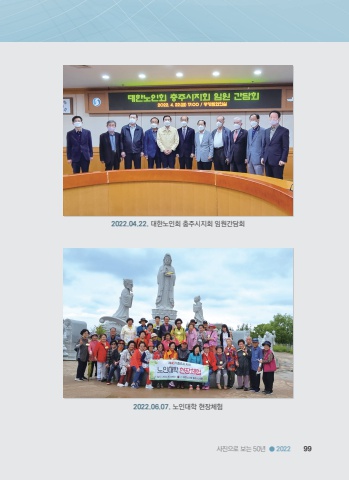 대한노인회 충주시지회 임원 간담회
2022.04.22. 대한노인회 충주시지회 임원간담회
노인대학 현장체험
2022.06.07. 노인대학 현장체험
사진으로 보는 50년 ● 2022 99